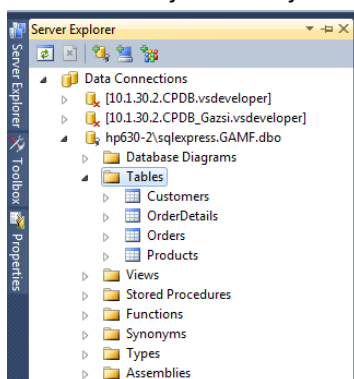 Server Explorer
Data Connections
[10.1.30.2.CPDB.vsdeveloper]
[10.1.30.2.CPDB_Gazsi.vsdeveloper]
hp630-2\sqlexpress.GAMF.dbo
Database Diagrams
Tables
Customers
OrderDetails
Orders
Products
Views
Stored Procedures
Functions
Synonyms
Types
Assemblies
Server Explorer
Toolbox
Properties